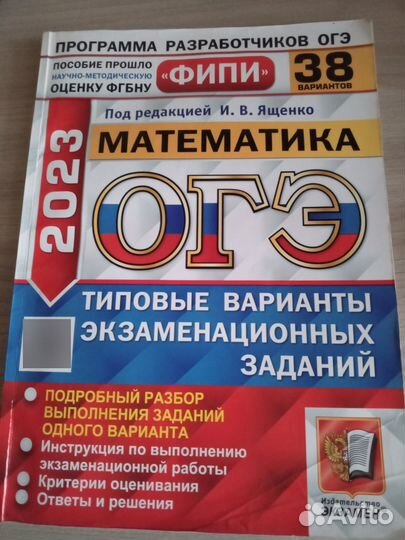 ПРОГРАММА РАЗРАБОТЧИКОВ ОГЭ
ПОСОБИЕ ПРОШЛО
НАУЧНО-МЕТОДИЧЕСКУЮ
ОЦЕНКУ ФГБНУ
«ФИПИ»
38
ВАРИАНТОВ
Под редакцией И. В. Ященко
2023
МАТЕМАТИКА
ОГЭ
ТИПОВЫЕ ВАРИАНТЫ
ЭКЗАМЕНАЦИОННЫХ
ЗАДАНИЙ
• ПОДРОБНЫЙ РАЗБОР
ВЫПОЛНЕНИЯ ЗАДАНИЙ
ОДНОГО ВАРИАНТА
• Инструкция по выполнению
экзаменационной работы
• Критерии оценивания
• Ответы и решения
Издательство
ЭКЗАМЕН
Avito